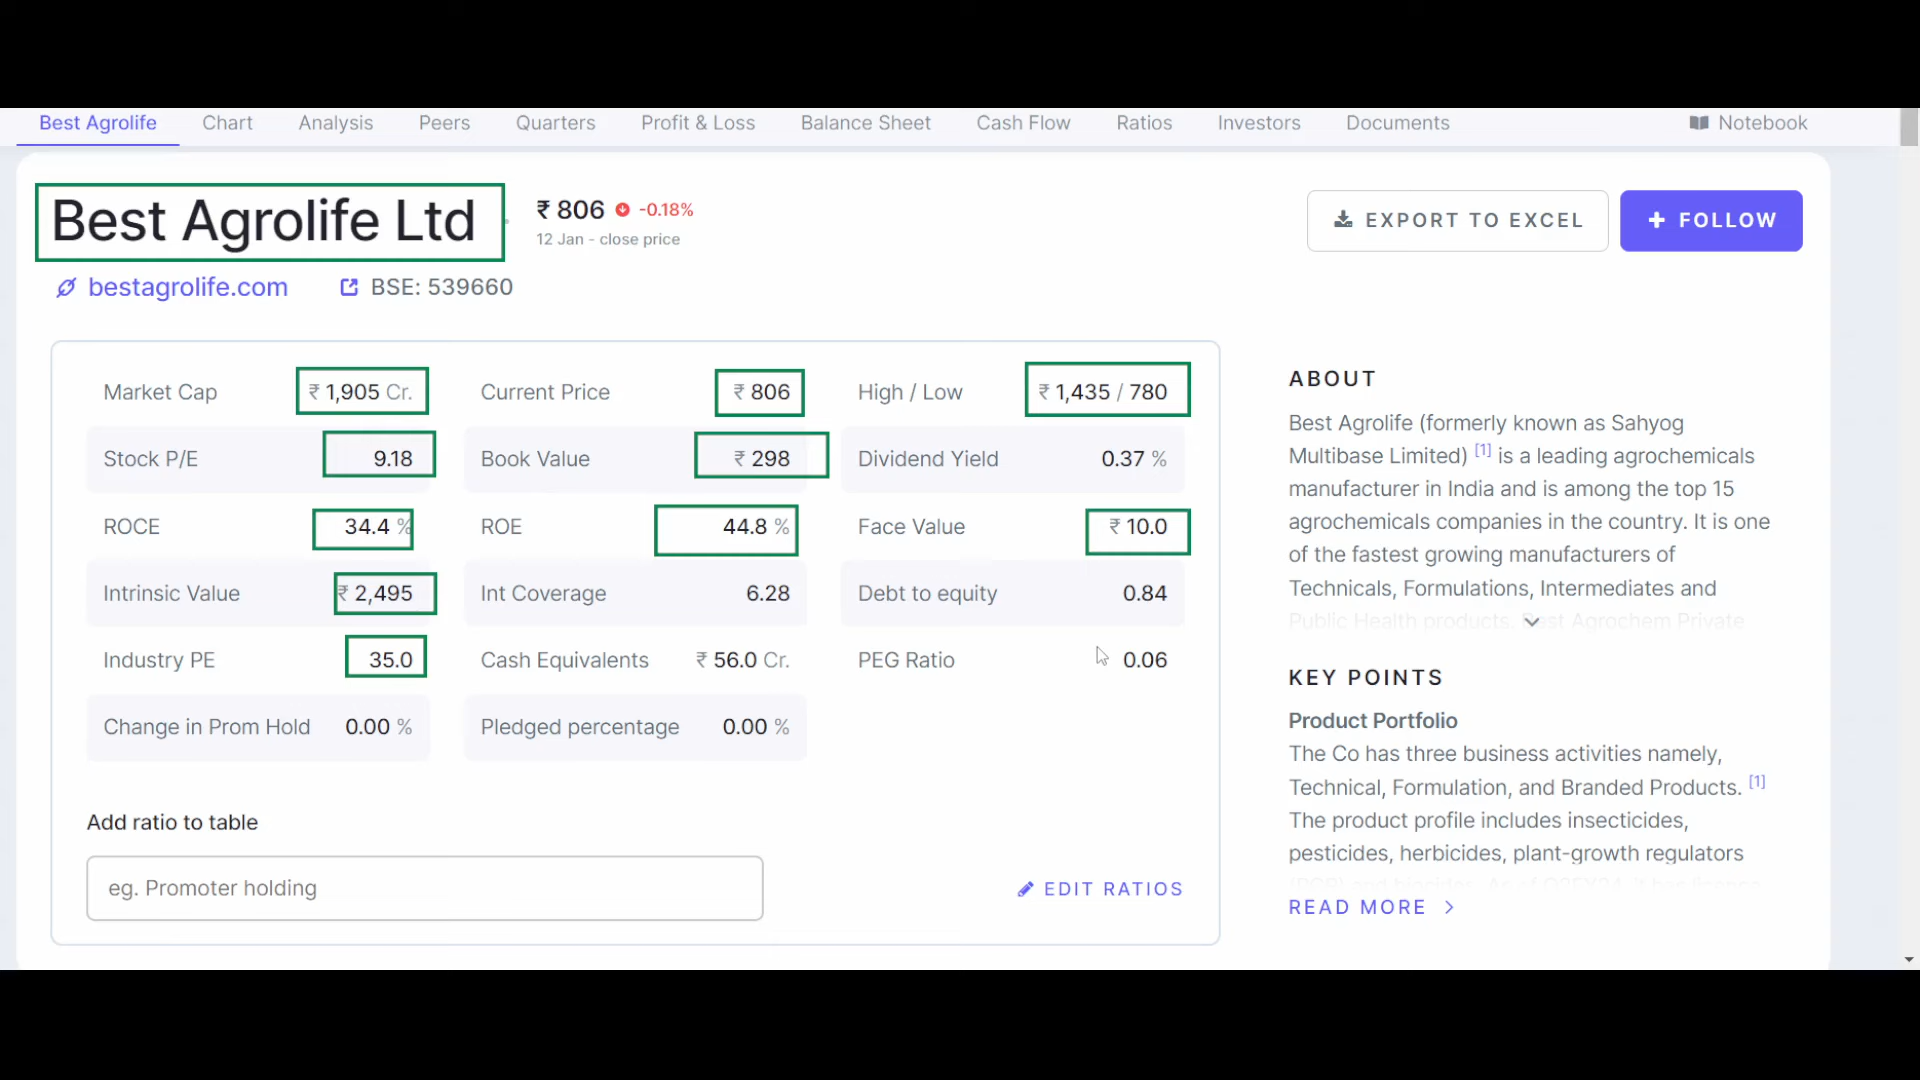 Best Agrolife Chart Analysis Peers Quarters Profit & Loss Balance Sheet Cash Flow Ratios Investors Documents Notebook
Best Agrolife Ltd ₹ 806 -0.18%
12 Jan - close price
EXPORT TO EXCEL + FOLLOW
bestagrolife.com BSE: 539660
Market Cap ₹ 1,905 Cr. Current Price ₹ 806 High / Low ₹ 1,435 / 780
Stock P/E 9.18 Book Value ₹ 298 Dividend Yield 0.37 %
ROCE 34.4 % ROE 44.8 % Face Value ₹ 10.0
Intrinsic Value ₹ 2,495 Int Coverage 6.28 Debt to equity 0.84
Industry PE 35.0 Cash Equivalents ₹ 56.0 Cr. PEG Ratio 0.06
Change in Prom Hold 0.00 % Pledged percentage 0.00 %
Add ratio to table
eg. Promoter holding
EDIT RATIOS
ABOUT
Best Agrolife (formerly known as Sahyog
Multibase Limited) [1] is a leading agrochemicals
manufacturer in India and is among the top 15
agrochemicals companies in the country. It is one
of the fastest growing manufacturers of
Technicals, Formulations, Intermediates and
Public Health products. Best Agrochem Private
KEY POINTS
Product Portfolio
The Co has three business activities namely,
Technical, Formulation, and Branded Products. [1]
The product profile includes insecticides,
pesticides, herbicides, plant-growth regulators
READ MORE >